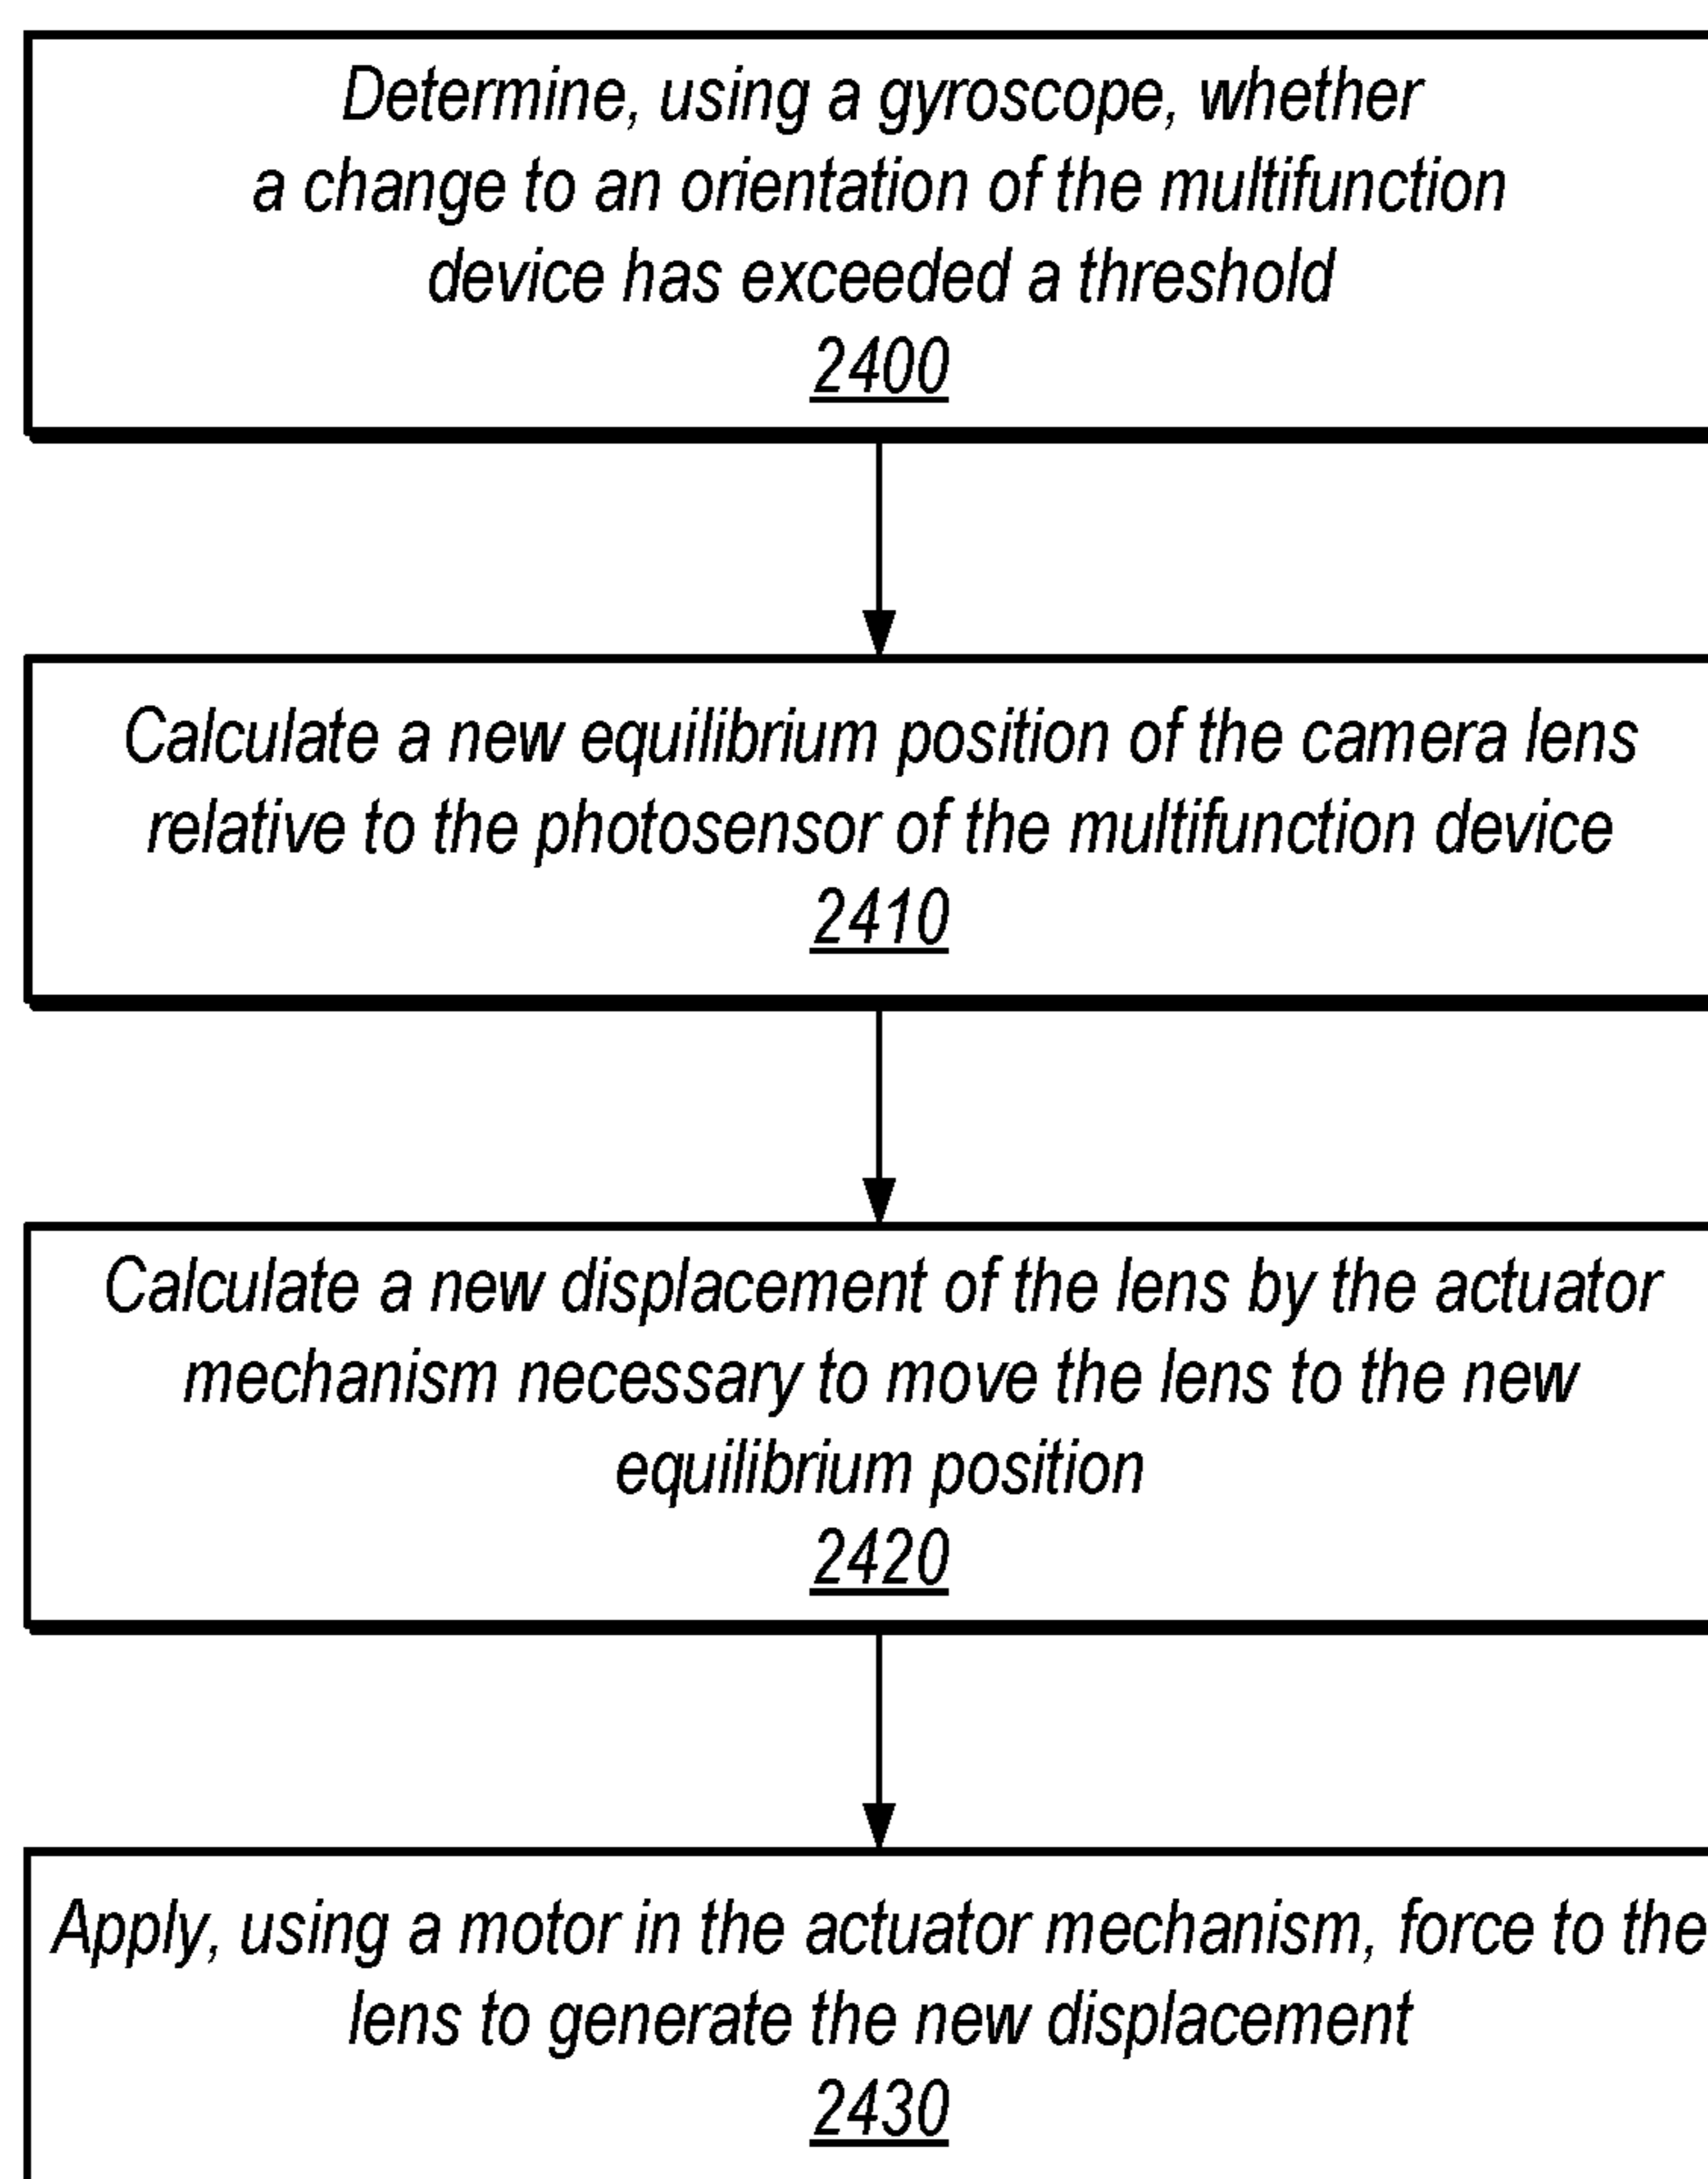 Determine, using a gyroscope, whether
a change to an orientation of the multifunction
device has exceeded a threshold
2400
Calculate a new equilibrium position of the camera lens
relative to the photosensor of the multifunction device
2410
Calculate a new displacement of the lens by the actuator
mechanism necessary to move the lens to the new
equilibrium position
2420
Apply, using a motor in the actuator mechanism, force to the
lens to generate the new displacement
2430